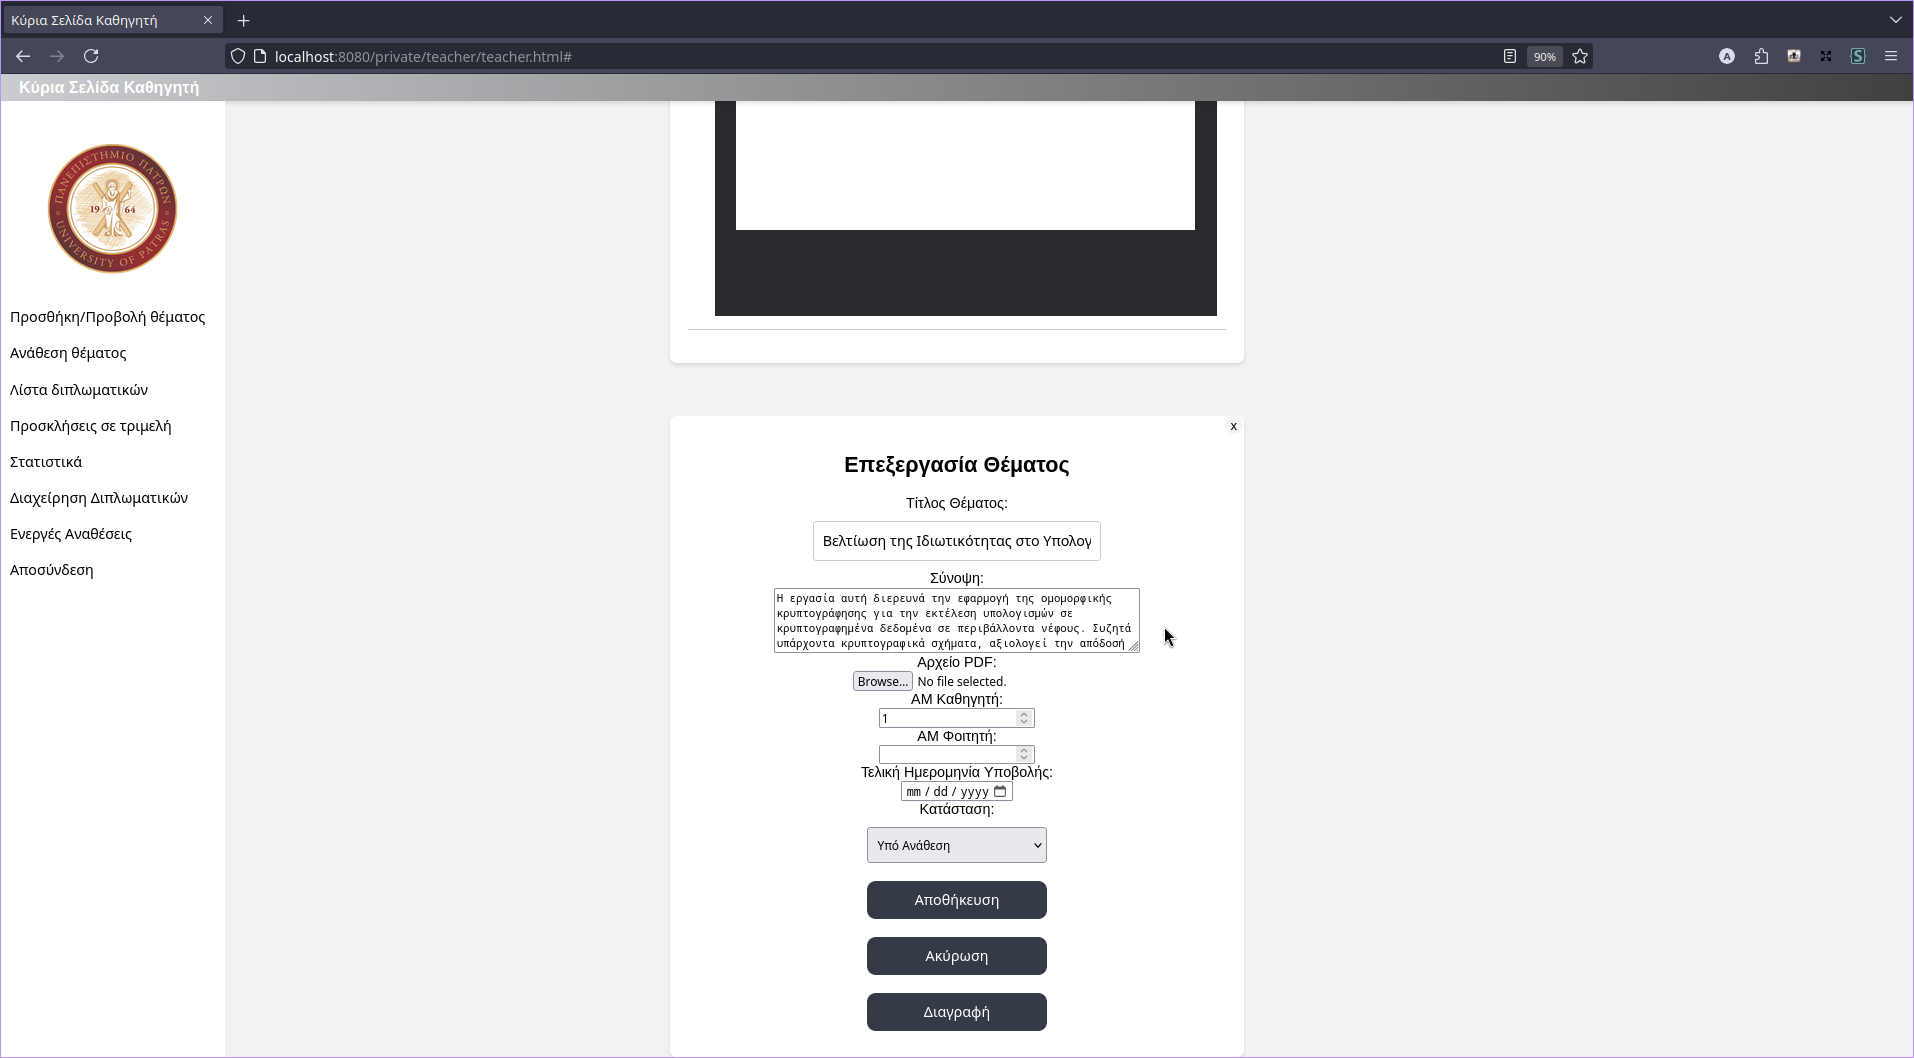 Κύρια Σελίδα Καθηγητή
localhost:8080/private/teacher/teacher.html#
90%
A
S
Κύρια Σελίδα Καθηγητή
ΠΑΝΕΠΙΣΤΗΜΙΟ ΠΑΤΡΩΝ
19 64
UNIVERSITY OF PATRAS
Προσθήκη/Προβολή θέματος
Ανάθεση θέματος
Λίστα διπλωματικών
Προσκλήσεις σε τριμελή
Στατιστικά
Διαχείρηση Διπλωματικών
Ενεργές Αναθέσεις
Αποσύνδεση
x
Επεξεργασία Θέματος
Τίτλος Θέματος:
Βελτίωση της Ιδιωτικότητας στο Υπολογ
Σύνοψη:
Η εργασία αυτή διερευνά την εφαρμογή της ομομορφικής
κρυπτογράφησης για την εκτέλεση υπολογισμών σε
κρυπτογραφημένα δεδομένα σε περιβάλλοντα νέφους. Συζητά
υπάρχοντα κρυπτογραφικά σχήματα, αξιολογεί την απόδοσή
Αρχείο PDF:
Browse... No file selected.
ΑΜ Καθηγητή:
1
ΑΜ Φοιτητή:
Τελική Ημερομηνία Υποβολής:
mm / dd / yyyy
Κατάσταση:
Υπό Ανάθεση
Αποθήκευση
Ακύρωση
Διαγραφή